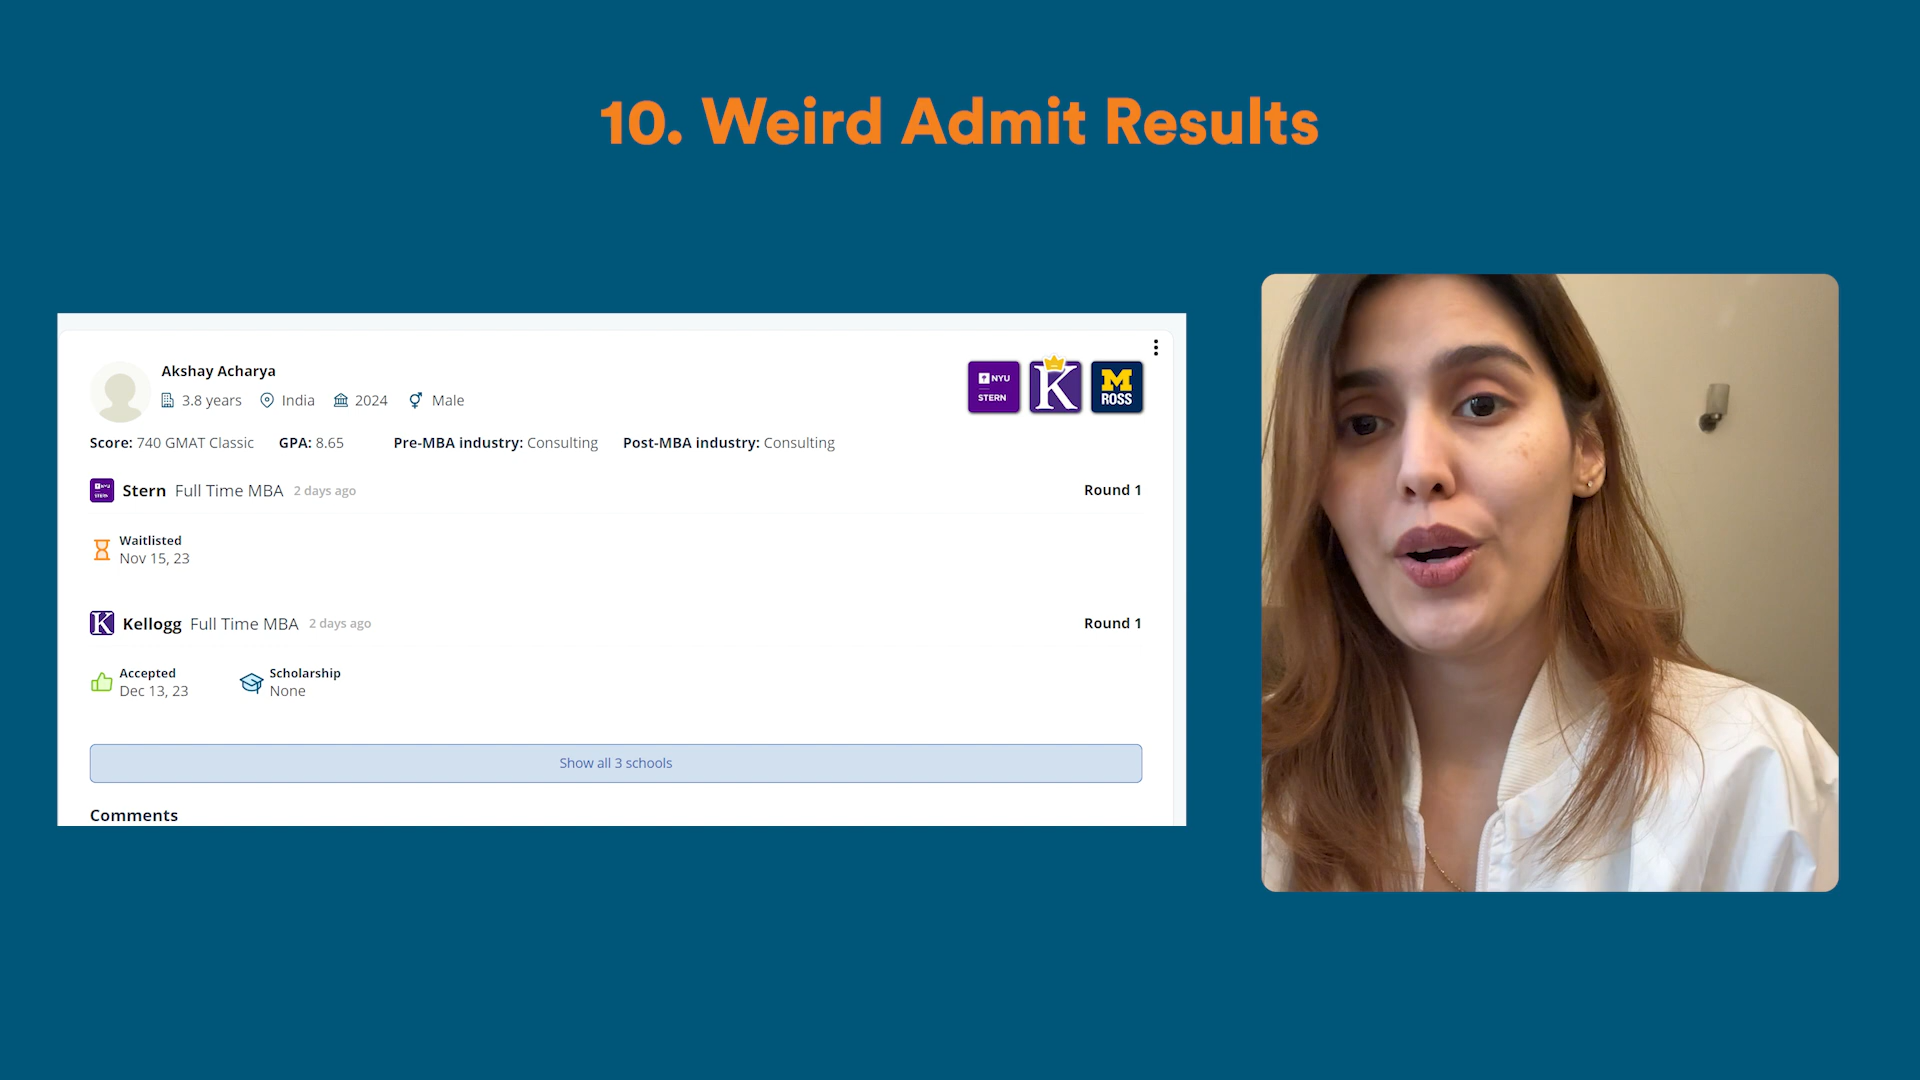 10. Weird Admit Results
Akshay Acharya
3.8 years India 2024 Male
NYU
STERN
K
M
ROSS
Score: 740 GMAT Classic GPA: 8.65 Pre-MBA industry: Consulting Post-MBA industry: Consulting
NYU
STERN
Stern Full Time MBA 2 days ago Round 1
Waitlisted
Nov 15, 23
K Kellogg Full Time MBA 2 days ago Round 1
Accepted
Dec 13, 23
Scholarship
None
Show all 3 schools
Comments